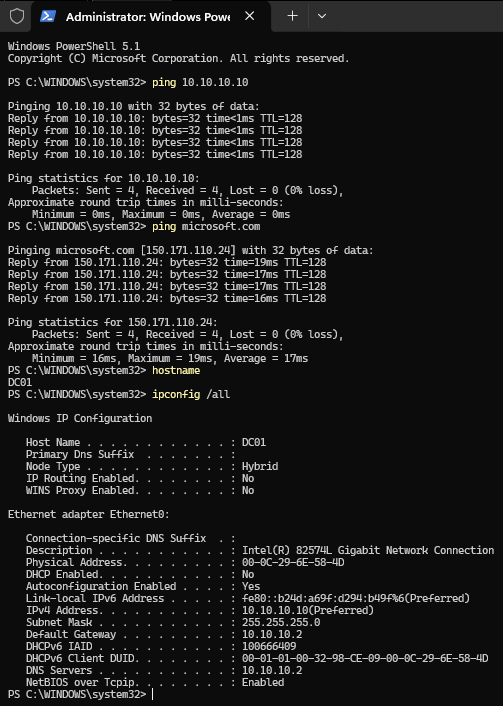 Administrator: Windows Powe
Windows PowerShell 5.1
Copyright (C) Microsoft Corporation. All rights reserved.
PS C:\WINDOWS\system32> ping 10.10.10.10
Pinging 10.10.10.10 with 32 bytes of data:
Reply from 10.10.10.10: bytes=32 time<1ms TTL=128
Reply from 10.10.10.10: bytes=32 time<1ms TTL=128
Reply from 10.10.10.10: bytes=32 time<1ms TTL=128
Reply from 10.10.10.10: bytes=32 time<1ms TTL=128
Ping statistics for 10.10.10.10:
    Packets: Sent = 4, Received = 4, Lost = 0 (0% loss),
Approximate round trip times in milli-seconds:
    Minimum = 0ms, Maximum = 0ms, Average = 0ms
PS C:\WINDOWS\system32> ping microsoft.com
Pinging microsoft.com [150.171.110.24] with 32 bytes of data:
Reply from 150.171.110.24: bytes=32 time=19ms TTL=128
Reply from 150.171.110.24: bytes=32 time=17ms TTL=128
Reply from 150.171.110.24: bytes=32 time=17ms TTL=128
Reply from 150.171.110.24: bytes=32 time=16ms TTL=128
Ping statistics for 150.171.110.24:
    Packets: Sent = 4, Received = 4, Lost = 0 (0% loss),
Approximate round trip times in milli-seconds:
    Minimum = 16ms, Maximum = 19ms, Average = 17ms
PS C:\WINDOWS\system32> hostname
DC01
PS C:\WINDOWS\system32> ipconfig /all
Windows IP Configuration
   Host Name . . . . . . . . . . . . : DC01
   Primary Dns Suffix  . . . . . . . :
   Node Type . . . . . . . . . . . . : Hybrid
   IP Routing Enabled. . . . . . . . : No
   WINS Proxy Enabled. . . . . . . . : No
Ethernet adapter Ethernet0:
   Connection-specific DNS Suffix  . :
   Description . . . . . . . . . . . : Intel(R) 82574L Gigabit Network Connection
   Physical Address. . . . . . . . . : 00-0C-29-6E-58-4D
   DHCP Enabled. . . . . . . . . . . : No
   Autoconfiguration Enabled . . . . : Yes
   Link-local IPv6 Address . . . . . : fe80::b24d:a69f:d294:b49f%6(Preferred)
   IPv4 Address. . . . . . . . . . . : 10.10.10.10(Preferred)
   Subnet Mask . . . . . . . . . . . : 255.255.255.0
   Default Gateway . . . . . . . . . : 10.10.10.2
   DHCPv6 IAID . . . . . . . . . . . : 100666409
   DHCPv6 Client DUID. . . . . . . . : 00-01-01-00-32-98-CE-09-00-0C-29-6E-58-4D
   DNS Servers . . . . . . . . . . . : 10.10.10.2
   NetBIOS over Tcpip. . . . . . . . : Enabled
PS C:\WINDOWS\system32>